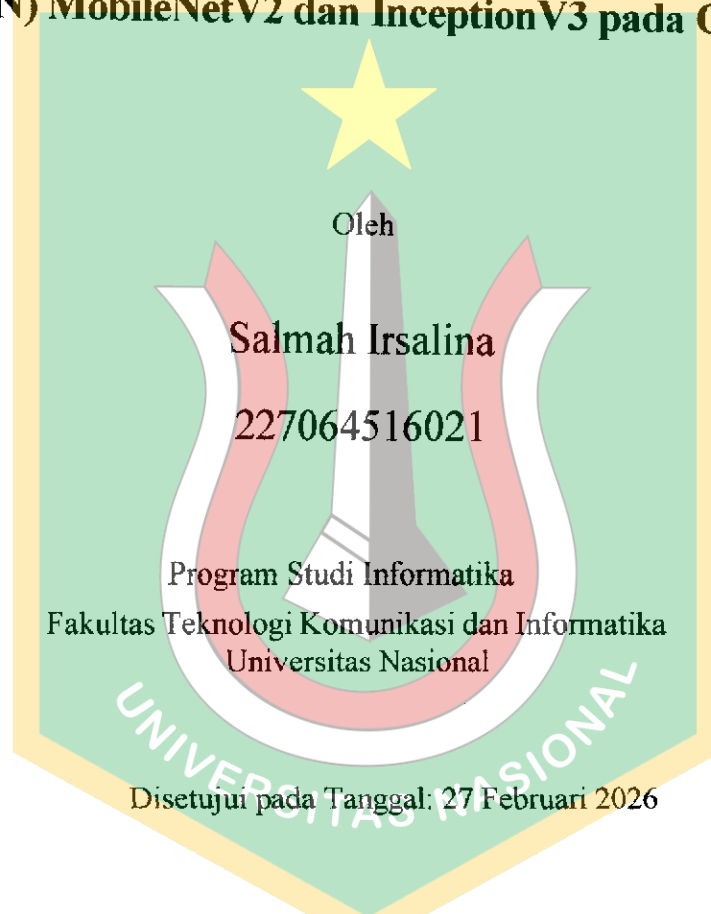 MobileNetV2 dan InceptionV3 pada
Oleh
Salmah Irsalina
227064516021
Program Studi Informatika
Fakultas Teknologi Komunikasi dan Informatika
Universitas Nasional
UNIVERSITAS NASIONAL
Disetujui pada Tanggal: 27 Februari 2026